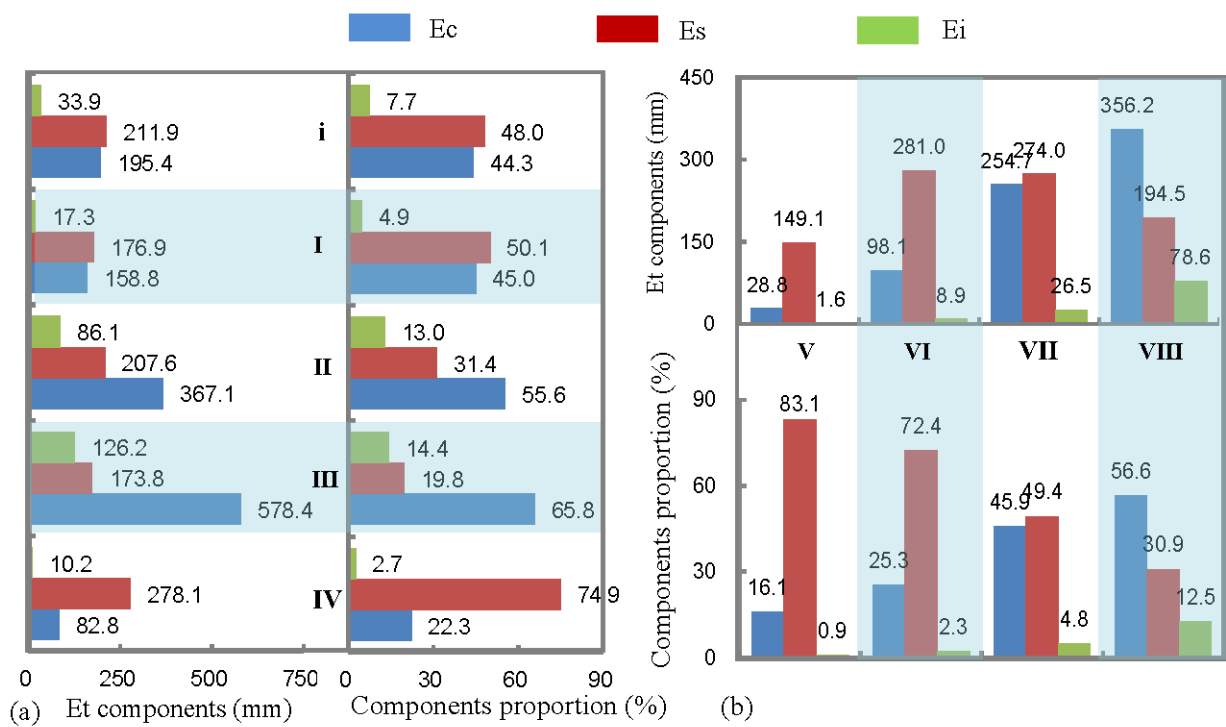 Ec Es Ei
33.9 7.7
i
211.9 48.0
195.4 44.3
17.3 4.9
I
176.9 50.1
158.8 45.0
86.1 13.0
II
207.6 31.4
367.1 55.6
126.2 14.4
173.8 19.8
III
578.4 65.8
10.2 2.7
278.1 74.9
IV
82.8 22.3
0 250 500 750 0 30 60 90
(a) Et components (mm) Components proportion (%)
Et components (mm)
450
300
150
0
28.8 149.1 1.6
98.1 281.0 8.9
254.7 274.0 26.5
356.2 194.5 78.6
V VI VII VIII
Components proportion (%)
90
60
30
0
16.1 83.1 0.9
25.3 72.4 2.3
45.9 49.4 4.8
56.6 30.9 12.5
(b)